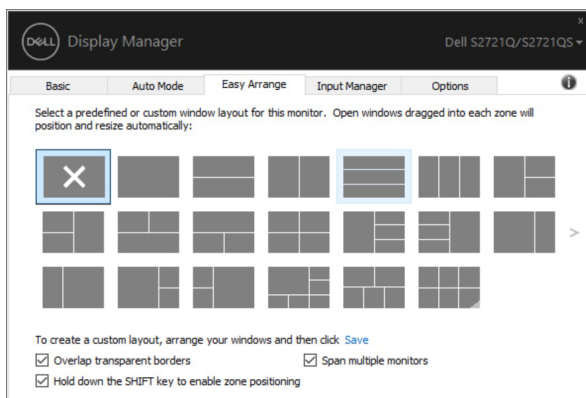 x
DELL Display Manager Dell S2721Q/S2721QS
Basic Auto Mode Easy Arrange Input Manager Options i
Select a predefined or custom window layout for this monitor. Open windows dragged into each zone will
position and resize automatically:
>
To create a custom layout, arrange your windows and then click Save
Overlap transparent borders Span multiple monitors
Hold down the SHIFT key to enable zone positioning